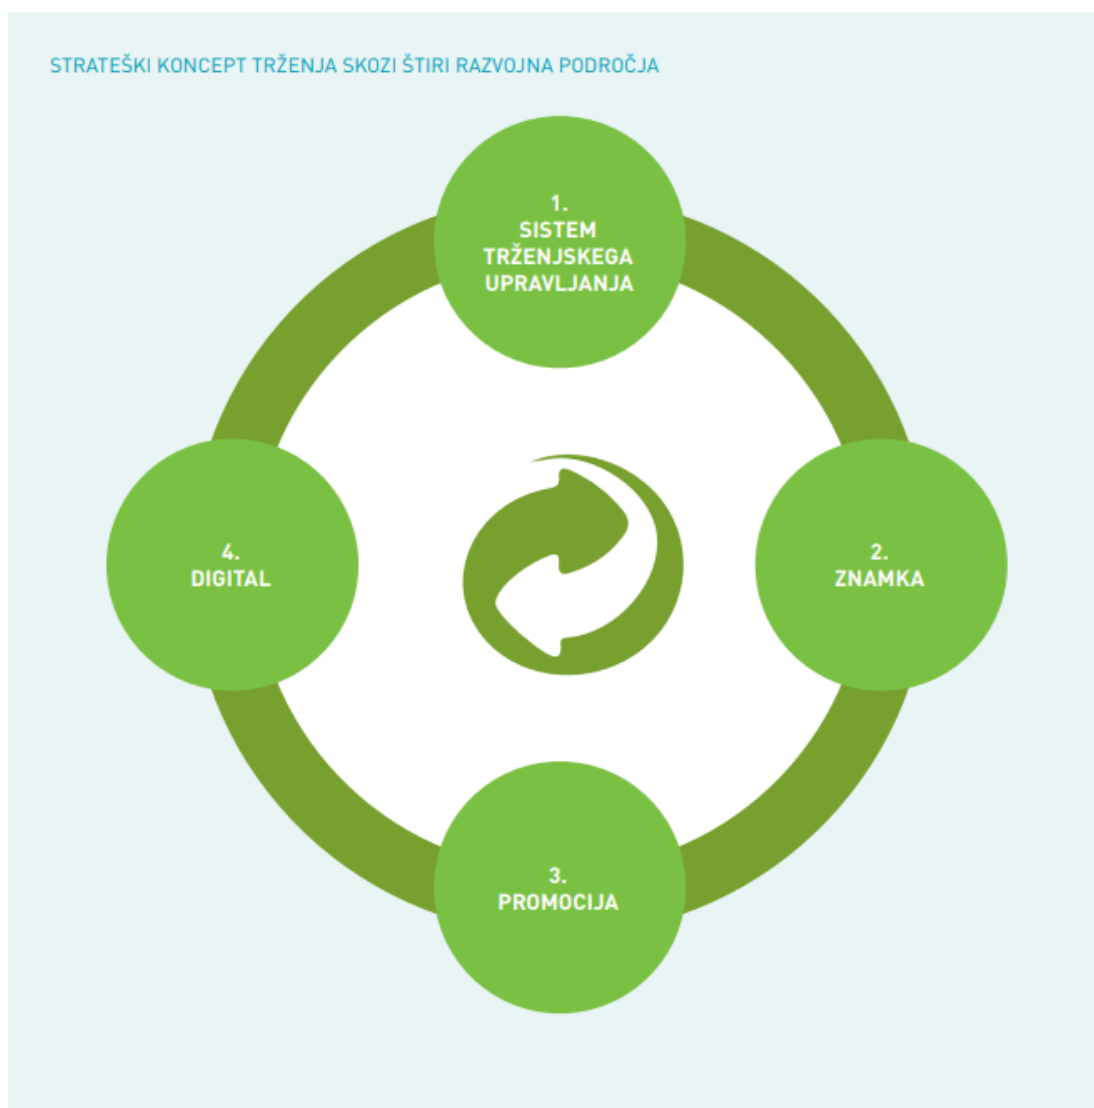 STRATEŠKI KONCEPT TRŽENJA SKOZI ŠTIRI RAZVOJNA PODROČJA
1.
SISTEM
TRŽENJSKEGA
UPRAVLJANJA
2.
ZNAMKA
3.
PROMOCIJA
4.
DIGITAL